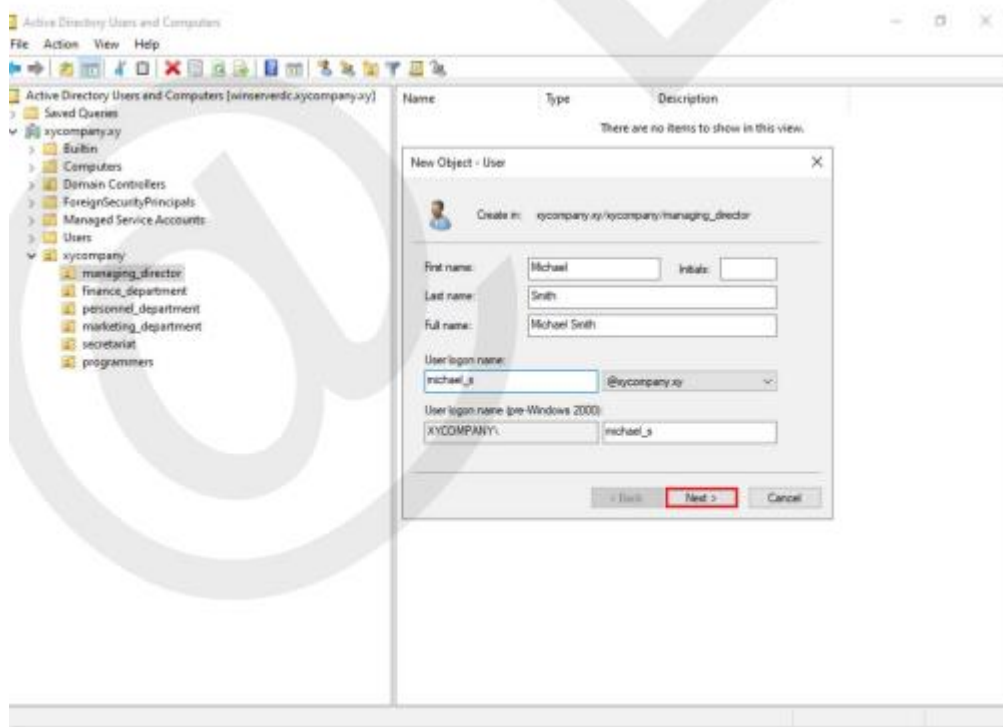 Active Directory Users and Computers
File Action View Help
Active Directory Users and Computers [winserverdc.xycompany.xy]
Saved Queries
xycompany.xy
Builtin
Computers
Domain Controllers
ForeignSecurityPrincipals
Managed Service Accounts
Users
xycompany
managing_director
finance_department
personnel_department
marketing_department
secretariat
programmers
Name Type Description
There are no items to show in this view.
New Object - User
Create in: xycompany.xy/xycompany/managing_director
First name: Michael Initials:
Last name: Smith
Full name: Michael Smith
User logon name:
michael_s @xycompany.xy
User logon name (pre-Windows 2000):
XYCOMPANY\ michael_s
< Back Next > Cancel